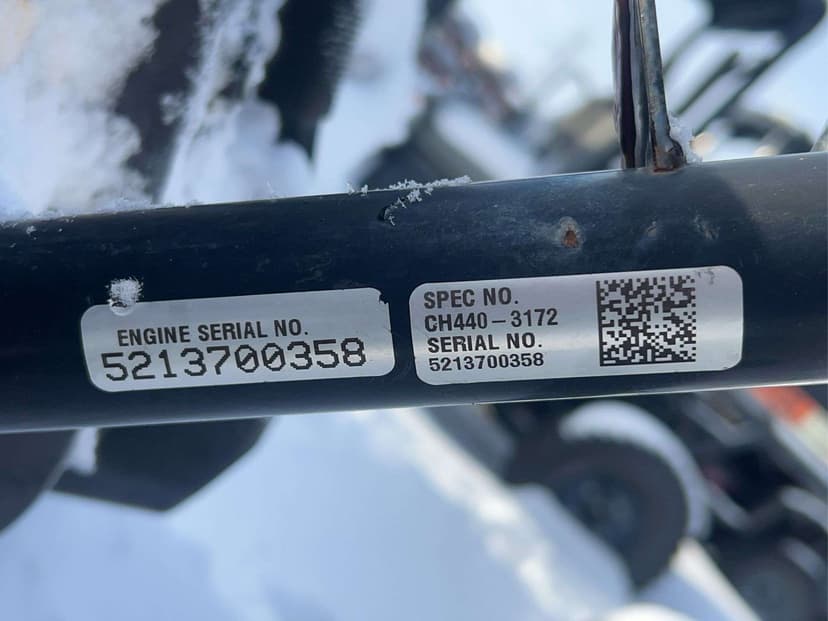 ENGINE SERIAL NO.
5213700358
SPEC NO.
CH440-3172
SERIAL NO.
5213700358